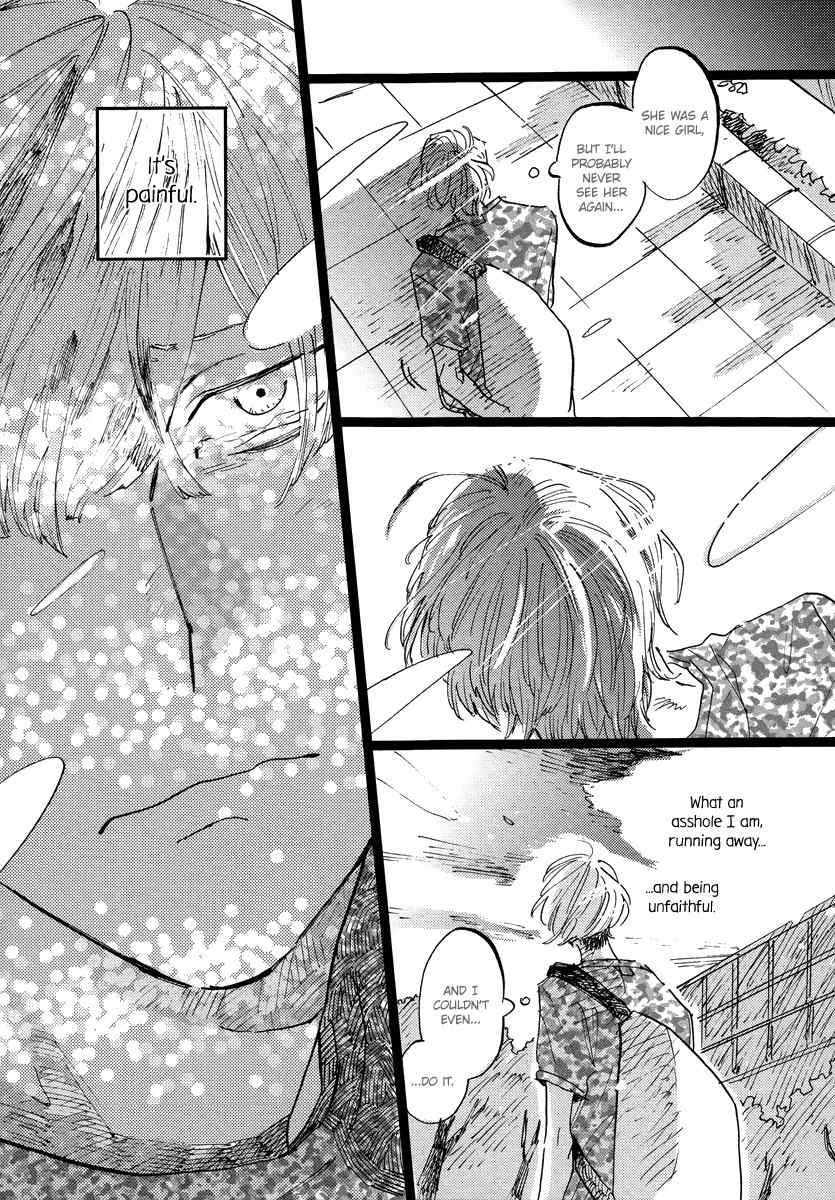 SHE WAS A
NICE GIRL,
BUT I'LL
PROBABLY
NEVER
SEE HER
AGAIN...
What an
asshole I am,
running away...
...and being
unfaithful.
AND I
COULDN'T
EVEN...
...DO IT.
It's
painful.